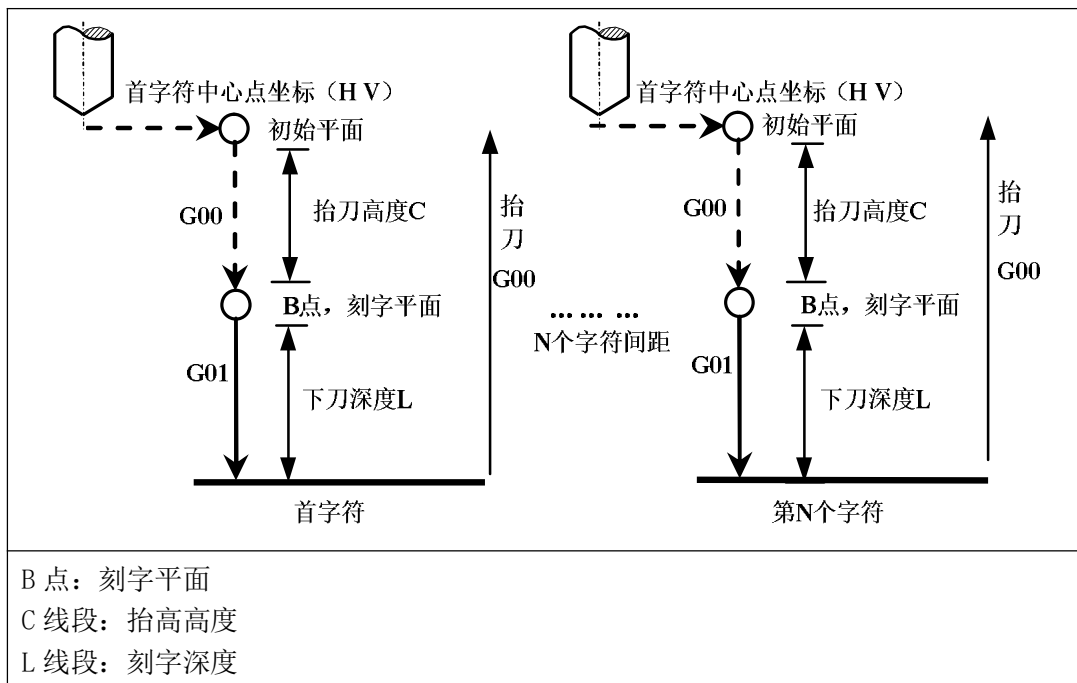 首字符中心点坐标（H V）
初始平面
G00
抬刀高度C
抬刀
G00
B点，刻字平面
G01
下刀深度L
首字符
... ... ...
N个字符间距
首字符中心点坐标（H V）
初始平面
G00
抬刀高度C
抬刀
G00
B点，刻字平面
G01
下刀深度L
第N个字符
B 点：刻字平面
C 线段：抬高高度
L 线段：刻字深度